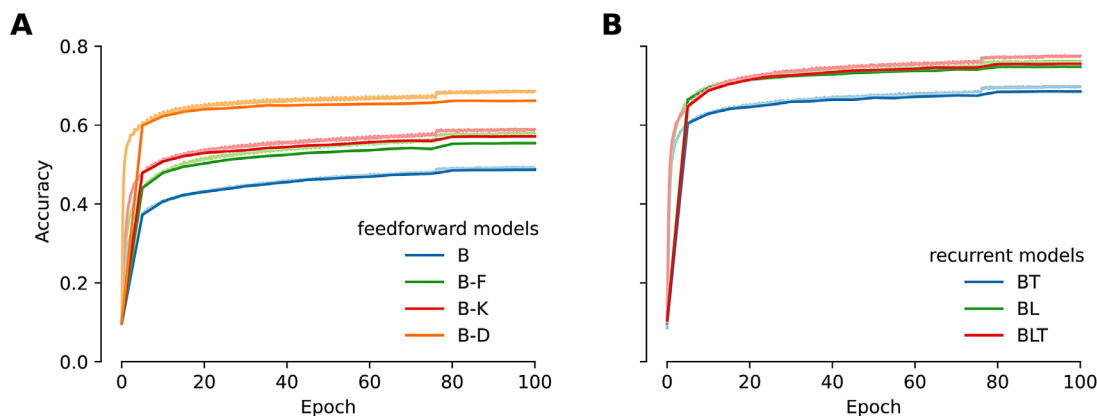 A
B
0.8
0.6
0.4
0.2
0.0
Accuracy
feedforward models
B
B-F
B-K
B-D
0 20 40 60 80 100
Epoch
recurrent models
BT
BL
BLT
0 20 40 60 80 100
Epoch